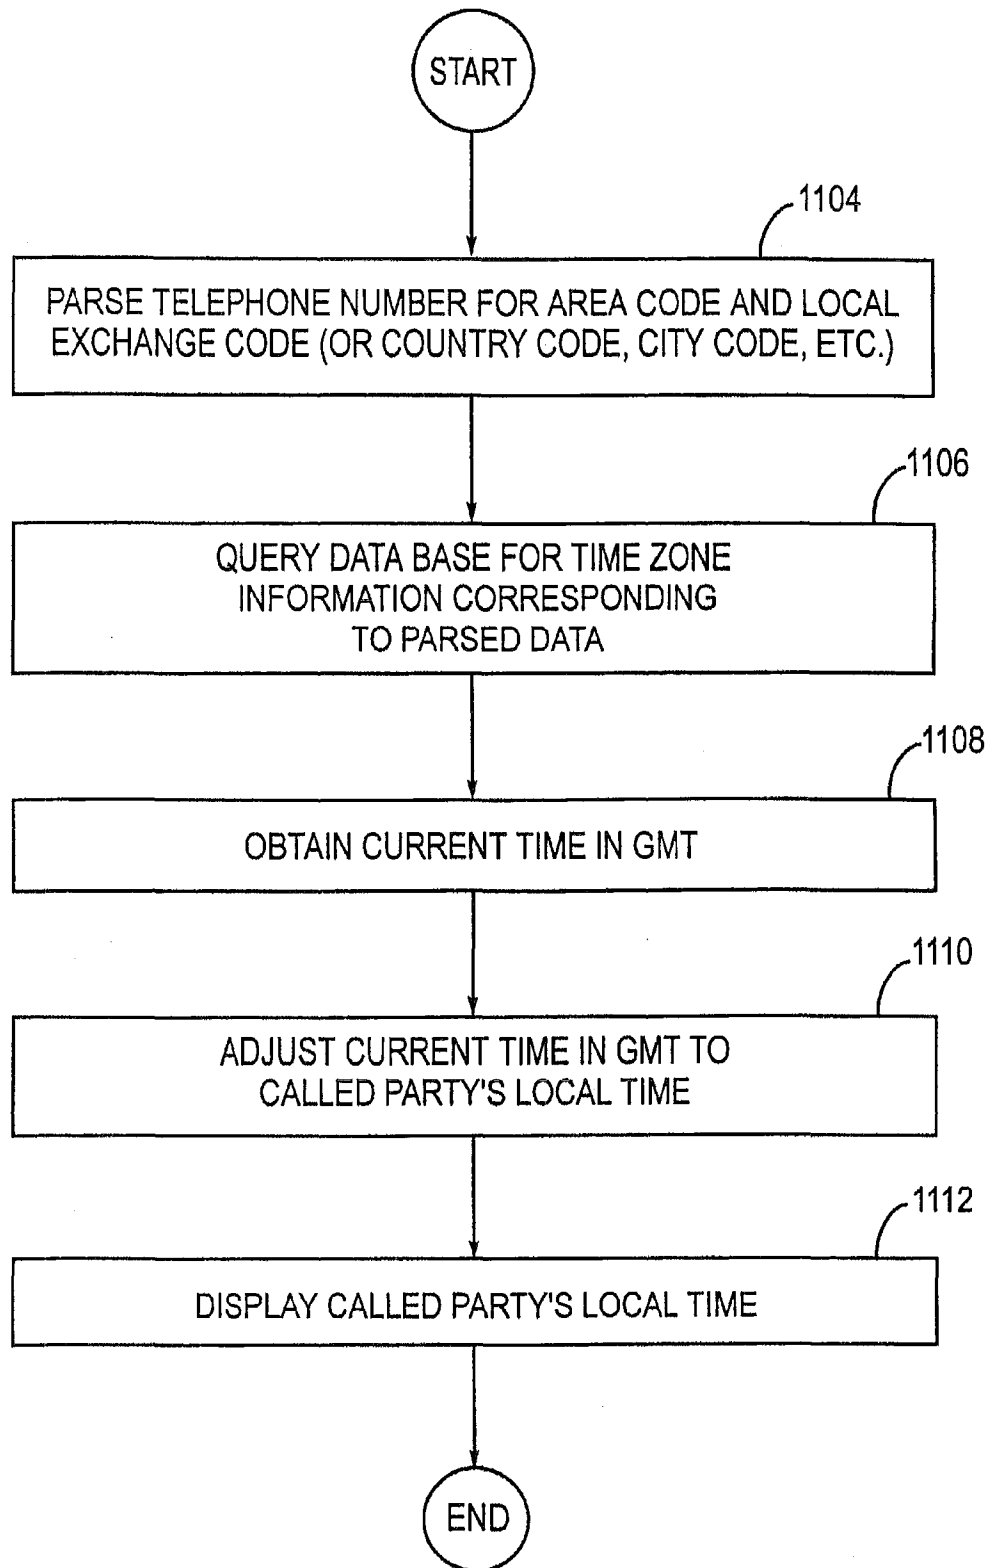 START
1104
PARSE TELEPHONE NUMBER FOR AREA CODE AND LOCAL
EXCHANGE CODE (OR COUNTRY CODE, CITY CODE, ETC.)
1106
QUERY DATA BASE FOR TIME ZONE
INFORMATION CORRESPONDING
TO PARSED DATA
1108
OBTAIN CURRENT TIME IN GMT
1110
ADJUST CURRENT TIME IN GMT TO
CALLED PARTY'S LOCAL TIME
1112
DISPLAY CALLED PARTY'S LOCAL TIME
END